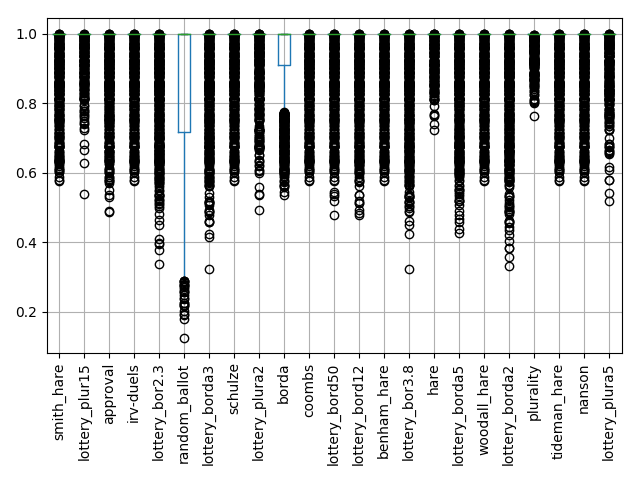 1.0
0.8
0.6
0.4
0.2
smith_hare
lottery_plur15
approval
irv-duels
lottery_bor2.3
random_ballot
lottery_borda3
schulze
lottery_plura2
borda
coombs
lottery_bord50
lottery_bord12
benham_hare
lottery_bor3.8
hare
lottery_borda5
woodall_hare
lottery_borda2
plurality
tideman_hare
nanson
lottery_plura5